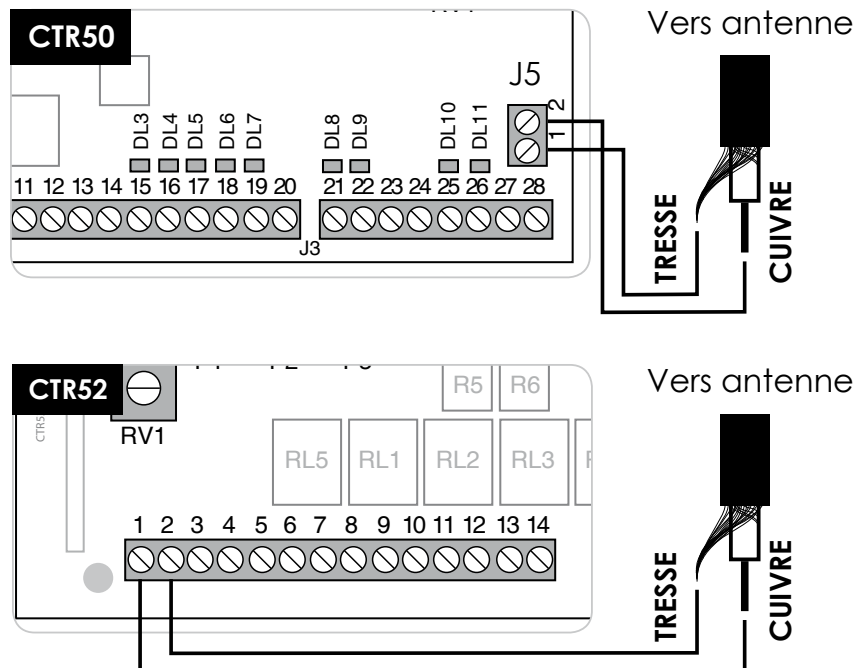 CTR50
Vers antenne
J5
2
1
DL3
DL4
DL5
DL6
DL7
DL8
DL9
DL10
DL11
11 12 13 14 15 16 17 18 19 20
21 22 23 24 25 26 27 28
J3
TRESSE
CUIVRE
CTR52
Vers antenne
R5
R6
CTR5
RV1
RL5
RL1
RL2
RL3
1 2 3 4 5 6 7 8 9 10 11 12 13 14
TRESSE
CUIVRE